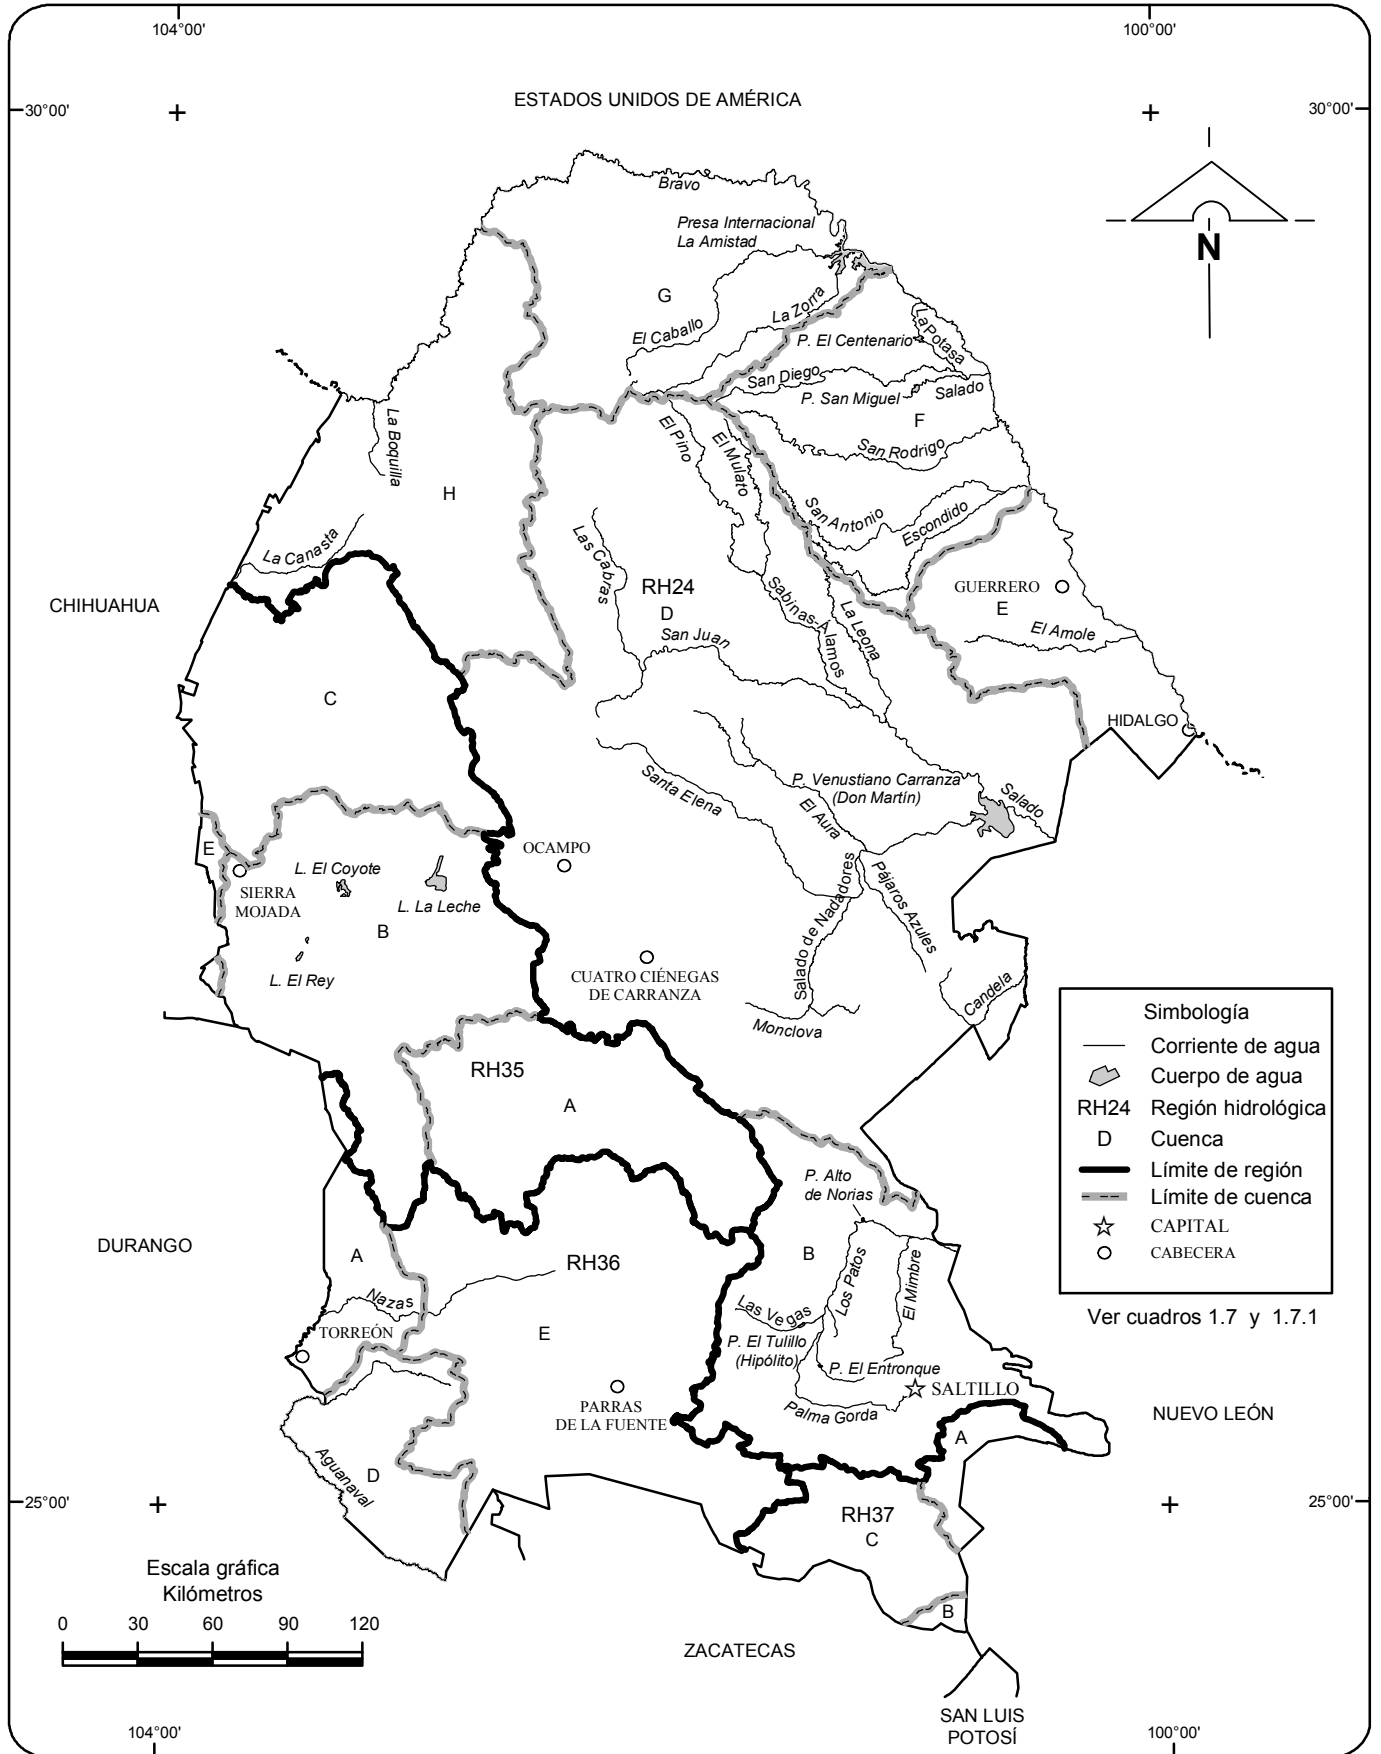 104°00'
100°00'
30°00'
30°00'
ESTADOS UNIDOS DE AMÉRICA
Bravo
Presa Internacional
La Amistad
N
G
La Zorra
El Caballo
La Potasa
P. El Centenario
San Diego
P. San Miguel
Salado
F
La Boquilla
El Pino
El Mulato
San Rodrigo
H
San Antonio
Escondido
La Canasta
Las Cabras
CHIHUAHUA
RH24
D
Sabinas-Alamos
La Leona
GUERRERO
E
El Amole
San Juan
C
HIDALGO
Santa Elena
P. Venustiano Carranza
(Don Martín)
Salado
El Aura
E
OCAMPO
SIERRA
MOJADA
L. El Coyote
L. La Leche
B
Pájaros Azules
Salado de Nadadores
L. El Rey
CUATRO CIÉNEGAS
DE CARRANZA
Candela
Monclova
Simbología
Corriente de agua
Cuerpo de agua
RH24 Región hidrológica
D Cuenca
Límite de región
Límite de cuenca
CAPITAL
CABECERA
Ver cuadros 1.7 y 1.7.1
RH35
A
P. Alto
de Norias
DURANGO
A
RH36
B
Los Patos
El Mimbre
Nazas
Las Vegas
TORREÓN
E
P. El Tulillo
(Hipólito)
P. El Entronque
SALTILLO
PARRAS
DE LA FUENTE
Palma Gorda
NUEVO LEÓN
A
Aguanaval
D
25°00'
25°00'
RH37
C
Escala gráfica
Kilómetros
0 30 60 90 120
B
ZACATECAS
SAN LUIS
POTOSÍ
104°00'
100°00'